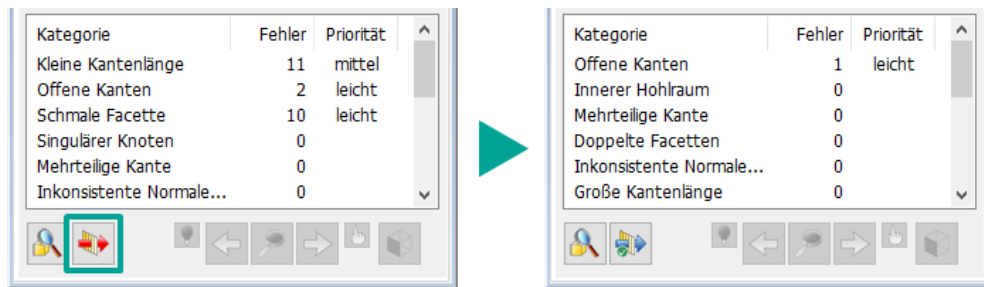 Kategorie Fehler Priorität
Kleine Kantenlänge 11 mittel
Offene Kanten 2 leicht
Schmale Facette 10 leicht
Singulärer Knoten 0
Mehrteilige Kante 0
Inkonsistente Normale... 0
Kategorie Fehler Priorität
Offene Kanten 1 leicht
Innerer Hohlraum 0
Mehrteilige Kante 0
Doppelte Facetten 0
Inkonsistente Normale... 0
Große Kantenlänge 0